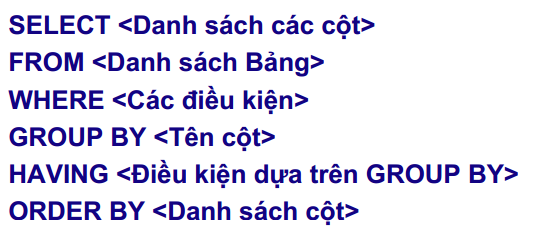 SELECT <Danh sách các cột>
FROM <Danh sách Bảng>
WHERE <Các điều kiện>
GROUP BY <Tên cột>
HAVING <Điều kiện dựa trên GROUP BY>
ORDER BY <Danh sách cột>